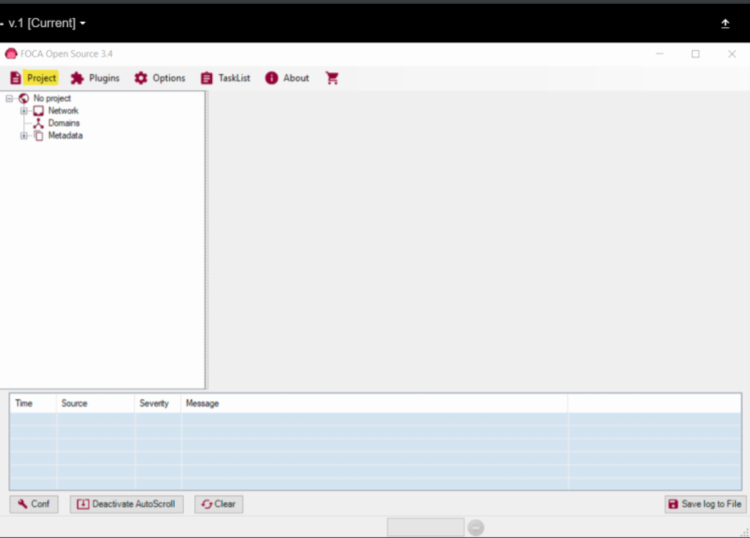 v.1 [Current]
FOCA Open Source 3.4
Project Plugins Options TaskList About
No project
Network
Domains
Metadata
Time Source Severity Message
Conf Deactivate AutoScroll Clear Save log to File